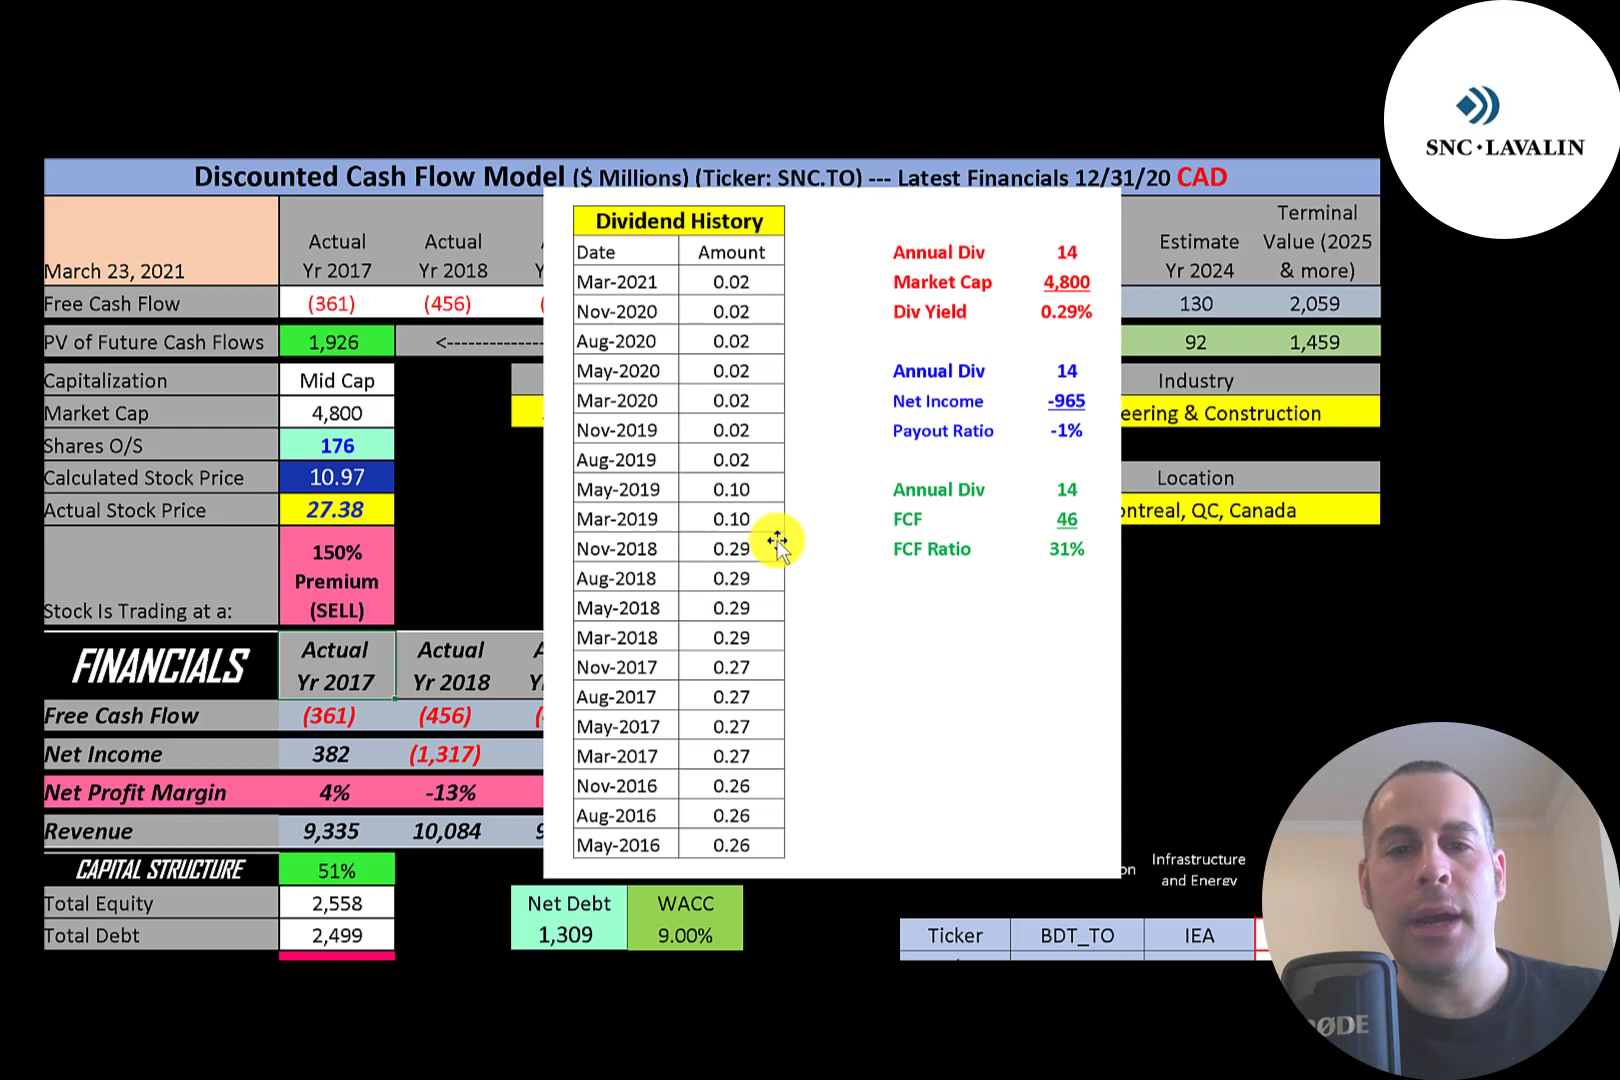 SNC·LAVALIN
Discounted Cash Flow Model ($ Millions) (Ticker: SNC.TO) --- Latest Financials 12/31/20 CAD
March 23, 2021
Actual Yr 2017
Actual Yr 2018
Estimate Yr 2024
Terminal Value (2025 & more)
Free Cash Flow (361) (456) 130 2,059
PV of Future Cash Flows 1,926 <-------------- 92 1,459
Capitalization Mid Cap Industry
Market Cap 4,800 eering & Construction
Shares O/S 176
Calculated Stock Price 10.97 Location
Actual Stock Price 27.38 ontreal, QC, Canada
Stock Is Trading at a: 150% Premium (SELL)
FINANCIALS Actual Yr 2017 Actual Yr 2018
Free Cash Flow (361) (456)
Net Income 382 (1,317)
Net Profit Margin 4% -13%
Revenue 9,335 10,084
CAPITAL STRUCTURE 51%
Total Equity 2,558
Total Debt 2,499
Dividend History
Date Amount
Mar-2021 0.02
Nov-2020 0.02
Aug-2020 0.02
May-2020 0.02
Mar-2020 0.02
Nov-2019 0.02
Aug-2019 0.02
May-2019 0.10
Mar-2019 0.10
Nov-2018 0.29
Aug-2018 0.29
May-2018 0.29
Mar-2018 0.29
Nov-2017 0.27
Aug-2017 0.27
May-2017 0.27
Mar-2017 0.27
Nov-2016 0.26
Aug-2016 0.26
May-2016 0.26
Annual Div 14
Market Cap 4,800
Div Yield 0.29%
Annual Div 14
Net Income -965
Payout Ratio -1%
Annual Div 14
FCF 46
FCF Ratio 31%
Net Debt WACC
1,309 9.00%
on
Infrastructure
and Energy
Ticker BDT_TO IEA
RØDE